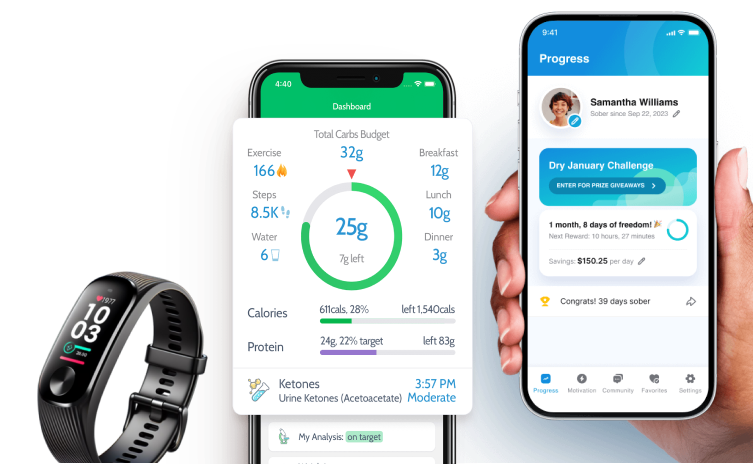 4:40
Dashboard
Total Carbs Budget
32g
Exercise
166
Steps
8.5K
Water
6
Breakfast
12g
Lunch
10g
Dinner
3g
25g
7g left
Calories
611cals, 28%
left 1,540cals
Protein
24g, 22% target
left 83g
Ketones
3:57 PM
Urine Ketones (Acetoacetate)
Moderate
My Analysis: on target
10
03
9:41
Progress
Samantha Williams
Sober since Sep 22, 2023
Dry January Challenge
ENTER FOR PRIZE GIVEAWAYS
1 month, 8 days of freedom!
Next Reward: 10 hours, 27 minutes
Savings: $150.25 per day
Congrats! 39 days sober
Progress
Motivation
Community
Favorites
Settings